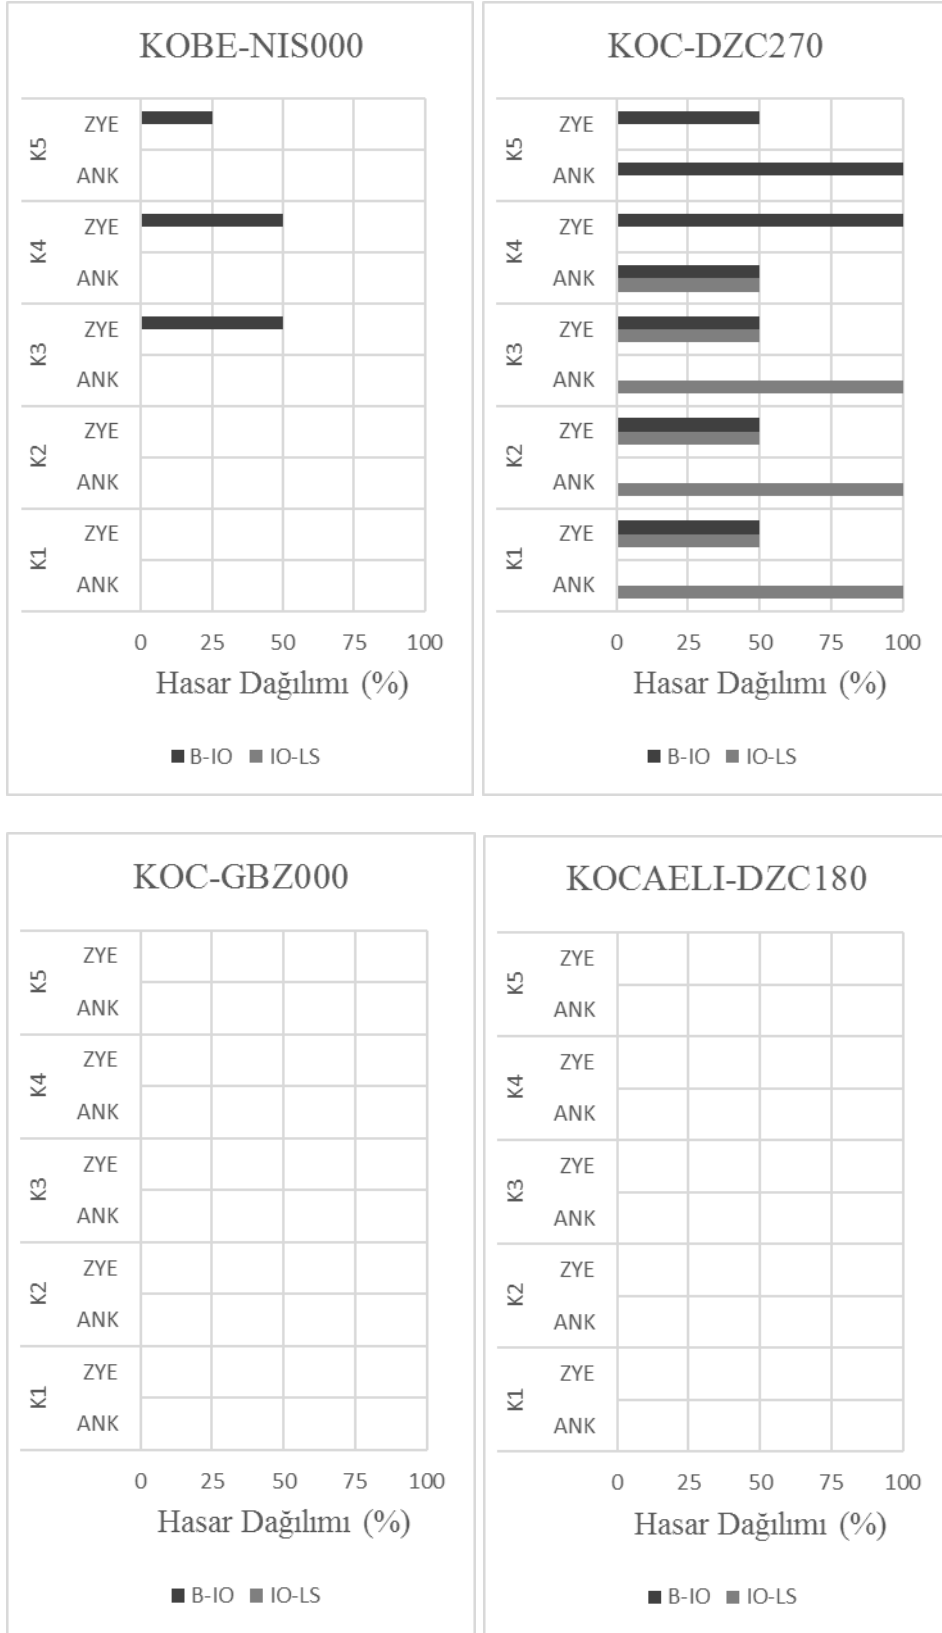 KOBE-NIS000
K5
ZYE
ANK
K4
ZYE
ANK
K3
ZYE
ANK
K2
ZYE
ANK
K1
ZYE
ANK
0 25 50 75 100
Hasar Dağılımı (%)
B-IO IO-LS
KOC-DZC270
K5
ZYE
ANK
K4
ZYE
ANK
K3
ZYE
ANK
K2
ZYE
ANK
K1
ZYE
ANK
0 25 50 75 100
Hasar Dağılımı (%)
B-IO IO-LS
KOC-GBZ000
K5
ZYE
ANK
K4
ZYE
ANK
K3
ZYE
ANK
K2
ZYE
ANK
K1
ZYE
ANK
0 25 50 75 100
Hasar Dağılımı (%)
B-IO IO-LS
KOCAELI-DZC180
K5
ZYE
ANK
K4
ZYE
ANK
K3
ZYE
ANK
K2
ZYE
ANK
K1
ZYE
ANK
0 25 50 75 100
Hasar Dağılımı (%)
B-IO IO-LS